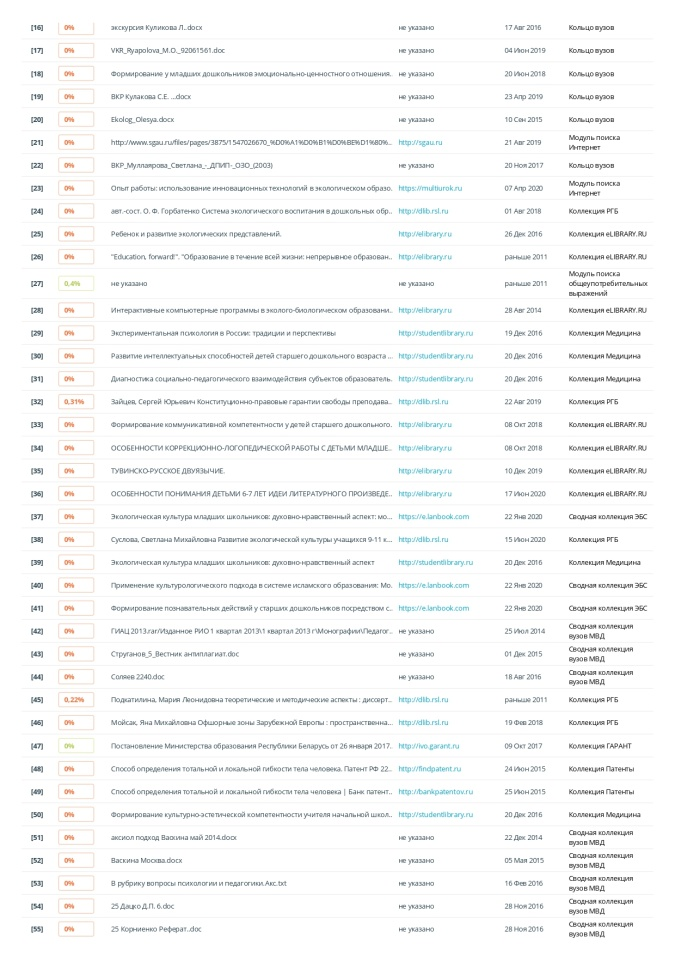 [16] 0% экскурсия Куликова Л..docx не указано 17 Авг 2016 Кольцо вузов
[17] 0% VKR_Ryapolova_M.O._92061561.doc не указано 04 Июн 2019 Кольцо вузов
[18] 0% Формирование у младших дошкольников эмоционально-ценностного отношения. не указано 20 Июн 2018 Кольцо вузов
[19] 0% ВКР Кулакова С.Е. ...docx не указано 23 Апр 2019 Кольцо вузов
[20] 0% Ekolog_Olesya.docx не указано 10 Сен 2015 Кольцо вузов
[21] 0% http://www.sgau.ru/files/pages/3875/1547026670_%D0%A1%D0%B1%D0%BE%D1%80%.. http://sgau.ru 21 Авг 2019 Модуль поиска
Интернет
[22] 0% ВКР_Муллаярова_Светлана_-_ДПИП-_ОЗО_(2003) не указано 20 Ноя 2017 Кольцо вузов
[23] 0% Опыт работы: использование инновационных технологий в экологическом образо. https://multiurok.ru 07 Апр 2020 Модуль поиска
Интернет
[24] 0% авт.-сост. О. Ф. Горбатенко Система экологического воспитания в дошкольных обр.. http://dlib.rsl.ru 01 Авг 2018 Коллекция РГБ
[25] 0% Ребенок и развитие экологических представлений. http://elibrary.ru 26 Дек 2016 Коллекция eLIBRARY.RU
[26] 0% "Education, forward!". "Образование в течение всей жизни: непрерывное образован.. http://elibrary.ru раньше 2011 Коллекция eLIBRARY.RU
[27] 0,4% не указано не указано раньше 2011 Модуль поиска
общеупотребительных
выражений
[28] 0% Интерактивные компьютерные программы в эколого-биологическом образовани.. http://elibrary.ru 28 Авг 2014 Коллекция eLIBRARY.RU
[29] 0% Экспериментальная психология в России: традиции и перспективы http://studentlibrary.ru 19 Дек 2016 Коллекция Медицина
[30] 0% Развитие интеллектуальных способностей детей старшего дошкольного возраста ... http://studentlibrary.ru 20 Дек 2016 Коллекция Медицина
[31] 0% Диагностика социально-педагогического взаимодействия субъектов образователь. http://studentlibrary.ru 20 Дек 2016 Коллекция Медицина
[32] 0,31% Зайцев, Сергей Юрьевич Конституционно-правовые гарантии свободы преподава.. http://dlib.rsl.ru 22 Авг 2019 Коллекция РГБ
[33] 0% Формирование коммуникативной компетентности у детей старшего дошкольного. http://elibrary.ru 08 Окт 2018 Коллекция eLIBRARY.RU
[34] 0% ОСОБЕННОСТИ КОРРЕКЦИОННО-ЛОГОПЕДИЧЕСКОЙ РАБОТЫ С ДЕТЬМИ МЛАДШЕ.. http://elibrary.ru 08 Окт 2018 Коллекция eLIBRARY.RU
[35] 0% ТУВИНСКО-РУССКОЕ ДВУЯЗЫЧИЕ. http://elibrary.ru 10 Дек 2019 Коллекция eLIBRARY.RU
[36] 0% ОСОБЕННОСТИ ПОНИМАНИЯ ДЕТЬМИ 6-7 ЛЕТ ИДЕИ ЛИТЕРАТУРНОГО ПРОИЗВЕДЕ.. http://elibrary.ru 17 Июн 2020 Коллекция eLIBRARY.RU
[37] 0% Экологическая культура младших школьников: духовно-нравственный аспект: мо... https://e.lanbook.com 22 Янв 2020 Сводная коллекция ЭБС
[38] 0% Суслова, Светлана Михайловна Развитие экологической культуры учащихся 9-11 к... http://dlib.rsl.ru 15 Июн 2020 Коллекция РГБ
[39] 0% Экологическая культура младших школьников: духовно-нравственный аспект http://studentlibrary.ru 20 Дек 2016 Коллекция Медицина
[40] 0% Применение культурологического подхода в системе исламского образования: Мо. https://e.lanbook.com 22 Янв 2020 Сводная коллекция ЭБС
[41] 0% Формирование познавательных действий у старших дошкольников посредством с.. https://e.lanbook.com 22 Янв 2020 Сводная коллекция ЭБС
[42] 0% ГИАЦ 2013.rar/Изданное РИО 1 квартал 2013\1 квартал 2013 г\Монографии\Педагог.. не указано 25 Июл 2014 Сводная коллекция
вузов МВД
[43] 0% Струганов_5_Вестник антиплагиат.doc не указано 01 Дек 2015 Сводная коллекция
вузов МВД
[44] 0% Соляев 2240.doc не указано 18 Авг 2016 Сводная коллекция
вузов МВД
[45] 0,22% Подкатилина, Мария Леонидовна теоретические и методические аспекты : диссерт.. http://dlib.rsl.ru раньше 2011 Коллекция РГБ
[46] 0% Мойсак, Яна Михайловна Офшорные зоны Зарубежной Европы : пространственна... http://dlib.rsl.ru 19 Фев 2018 Коллекция РГБ
[47] 0% Постановление Министерства образования Республики Беларусь от 26 января 2017. http://ivo.garant.ru 09 Окт 2017 Коллекция ГАРАНТ
[48] 0% Способ определения тотальной и локальной гибкости тела человека. Патент РФ 22.. http://findpatent.ru 24 Июн 2015 Коллекция Патенты
[49] 0% Способ определения тотальной и локальной гибкости тела человека | Банк патент.. http://bankpatentov.ru 25 Июн 2015 Коллекция Патенты
[50] 0% Формирование культурно-эстетической компетентности учителя начальной школ.. http://studentlibrary.ru 20 Дек 2016 Коллекция Медицина
[51] 0% аксиол подход Васкина май 2014.docx не указано 22 Дек 2014 Сводная коллекция
вузов МВД
[52] 0% Васкина Москва.docx не указано 05 Мая 2015 Сводная коллекция
вузов МВД
[53] 0% В рубрику вопросы психологии и педагогики.Акс.txt не указано 16 Фев 2016 Сводная коллекция
вузов МВД
[54] 0% 25 Дацко Д.П. 6.doc не указано 28 Ноя 2016 Сводная коллекция
вузов МВД
[55] 0% 25 Корниенко Реферат..doc не указано 28 Ноя 2016 Сводная коллекция
вузов МВД